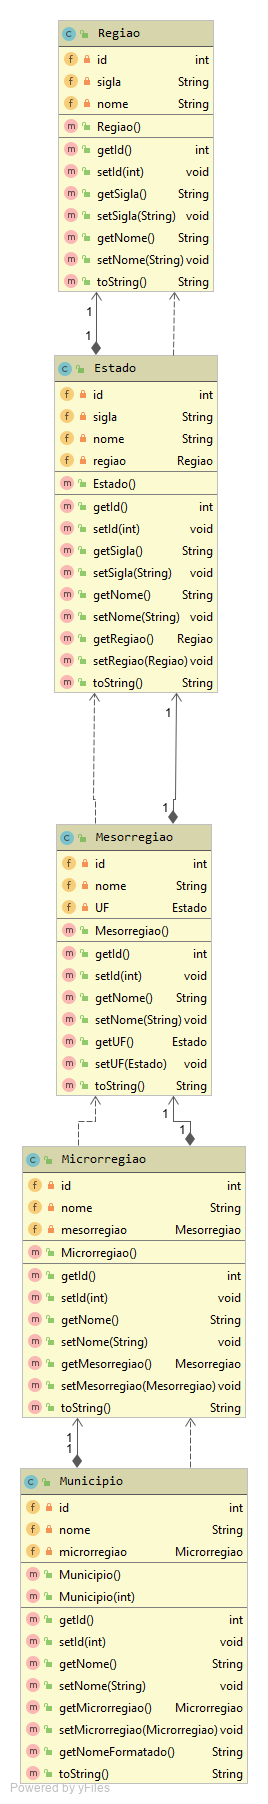 Regiao
id int
sigla String
nome String
Regiao()
getId() int
setId(int) void
getSigla() String
setSigla(String) void
getNome() String
setNome(String) void
toString() String
1
1
Estado
id int
sigla String
nome String
regiao Regiao
Estado()
getId() int
setId(int) void
getSigla() String
setSigla(String) void
getNome() String
setNome(String) void
getRegiao() Regiao
setRegiao(Regiao) void
toString() String
1
1
Mesorregiao
id int
nome String
UF Estado
Mesorregiao()
getId() int
setId(int) void
getNome() String
setNome(String) void
getUF() Estado
setUF(Estado) void
toString() String
1
1
Microrregiao
id int
nome String
mesorregiao Mesorregiao
Microrregiao()
getId() int
setId(int) void
getNome() String
setNome(String) void
getMesorregiao() Mesorregiao
setMesorregiao(Mesorregiao) void
toString() String
1
1
Municipio
id int
nome String
microrregiao Microrregiao
Municipio()
Municipio(int)
getId() int
setId(int) void
getNome() String
setNome(String) void
getMicrorregiao() Microrregiao
setMicrorregiao(Microrregiao) void
getNomeFormatado() String
toString() String
Powered by yFiles